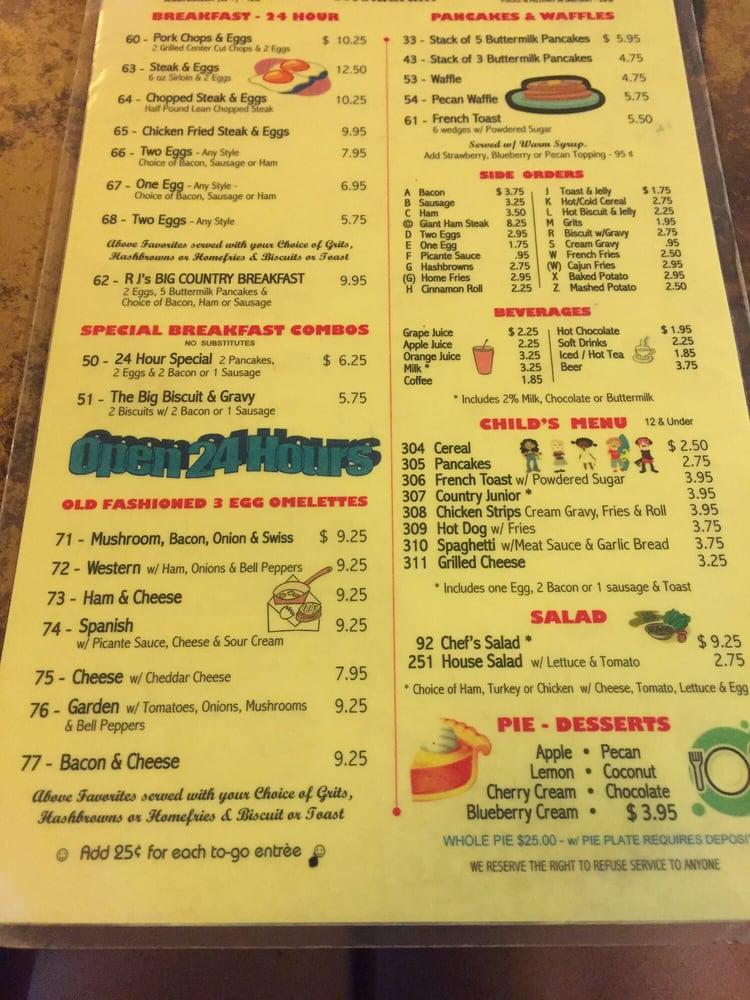 BREAKFAST - 24 HOUR
60 - Pork Chops & Eggs $ 10.25
2 Grilled Center Cut Chops & 2 Eggs
63 - Steak & Eggs 12.50
6 oz Sirloin & 2 Eggs
64 - Chopped Steak & Eggs 10.25
Half Pound Lean Chopped Steak
65 - Chicken Fried Steak & Eggs 9.95
66 - Two Eggs - Any Style 7.95
Choice of Bacon, Sausage or Ham
67 - One Egg - Any Style - 6.95
Choice of Bacon, Sausage or Ham
68 - Two Eggs - Any Style 5.75
Above Favorites served with your Choice of Grits,
Hashbrowns or Homefries & Biscuits or Toast
62 - R J's BIG COUNTRY BREAKFAST 9.95
2 Eggs, 5 Buttermilk Pancakes &
Choice of Bacon, Ham or Sausage
SPECIAL BREAKFAST COMBOS
NO SUBSTITUTES
50 - 24 Hour Special 2 Pancakes, $ 6.25
2 Eggs & 2 Bacon or 1 Sausage
51 - The Big Biscuit & Gravy 5.75
2 Biscuits w/ 2 Bacon or 1 Sausage
Open 24 Hours
OLD FASHIONED 3 EGG OMELETTES
71 - Mushroom, Bacon, Onion & Swiss $ 9.25
72 - Western w/ Ham, Onions & Bell Peppers 9.25
73 - Ham & Cheese 9.25
74 - Spanish 9.25
w/ Picante Sauce, Cheese & Sour Cream
75 - Cheese w/ Cheddar Cheese 7.95
76 - Garden w/ Tomatoes, Onions, Mushrooms 9.25
& Bell Peppers
77 - Bacon & Cheese 9.25
Above Favorites served with your Choice of Grits,
Hashbrowns or Homefries & Biscuit or Toast
Add 25¢ for each to-go entrèe
PANCAKES & WAFFLES
33 - Stack of 5 Buttermilk Pancakes $ 5.95
43 - Stack of 3 Buttermilk Pancakes 4.75
53 - Waffle 4.75
54 - Pecan Waffle 5.75
61 - French Toast 5.50
6 wedges w/ Powdered Sugar
Served w/ Warm Syrup.
Add Strawberry, Blueberry or Pecan Topping - 95 ¢
SIDE ORDERS
A Bacon $ 3.75
B Sausage 3.25
C Ham 3.50
© Giant Ham Steak 8.25
D Two Eggs 2.95
E One Egg 1.75
F Picante Sauce .95
G Hashbrowns 2.75
(G) Home Fries 2.95
H Cinnamon Roll 2.25
J Toast & Jelly $ 1.75
K Hot/Cold Cereal 2.75
L Hot Biscuit & Jelly 2.25
M Grits 1.95
R Biscuit w/Gravy 2.75
S Cream Gravy .95
W French Fries 2.50
(W) Cajun Fries 2.95
X Baked Potato 2.95
Z Mashed Potato 2.50
BEVERAGES
Grape Juice $ 2.25
Apple Juice 2.25
Orange Juice 3.25
Milk * 3.25
Coffee 1.85
Hot Chocolate $ 1.95
Soft Drinks 2.25
Iced / Hot Tea 1.85
Beer 3.75
* Includes 2% Milk, Chocolate or Buttermilk
CHILD'S MENU 12 & Under
304 Cereal $ 2.50
305 Pancakes 2.75
306 French Toast w/ Powdered Sugar 3.95
307 Country Junior * 3.95
308 Chicken Strips Cream Gravy, Fries & Roll 3.95
309 Hot Dog w/ Fries 3.75
310 Spaghetti w/Meat Sauce & Garlic Bread 3.75
311 Grilled Cheese 3.25
* Includes one Egg, 2 Bacon or 1 sausage & Toast
SALAD
92 Chef's Salad * $ 9.25
251 House Salad w/ Lettuce & Tomato 2.75
* Choice of Ham, Turkey or Chicken w/ Cheese, Tomato, Lettuce & Egg
PIE - DESSERTS
Apple • Pecan
Lemon • Coconut
Cherry Cream • Chocolate
Blueberry Cream • $ 3.95
WHOLE PIE $25.00 - w/ PIE PLATE REQUIRES DEPOSI
WE RESERVE THE RIGHT TO REFUSE SERVICE TO ANYONE